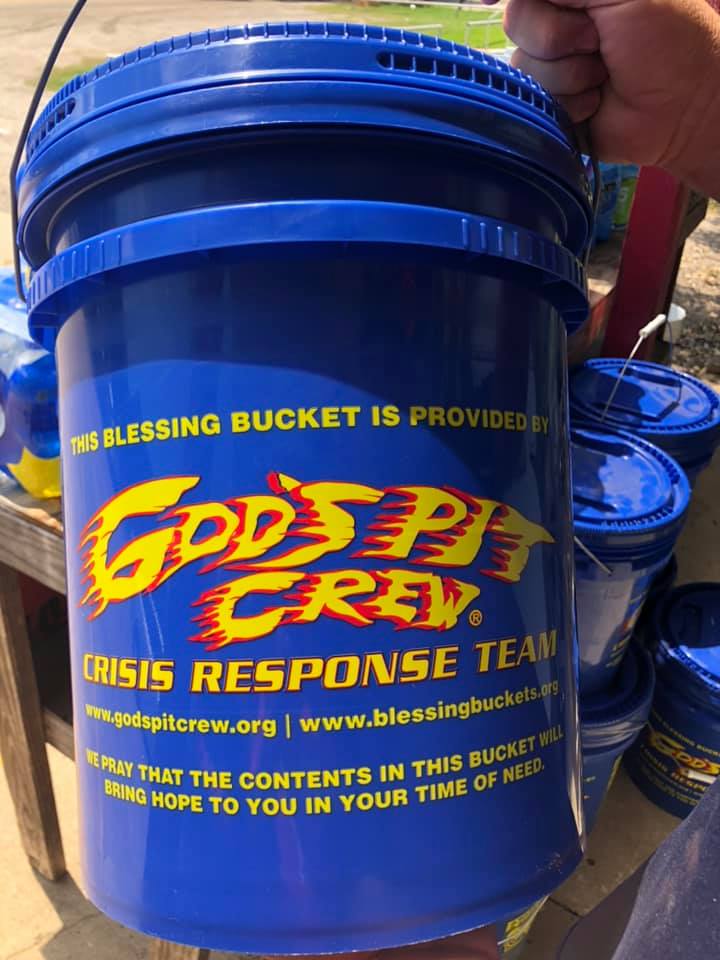 THIS BLESSING BUCKET IS PROVIDED BY
GOD'S PIT
CREW®
CRISIS RESPONSE TEAM
www.godspitcrew.org | www.blessingbuckets.org
WE PRAY THAT THE CONTENTS IN THIS BUCKET WILL
BRING HOPE TO YOU IN YOUR TIME OF NEED.